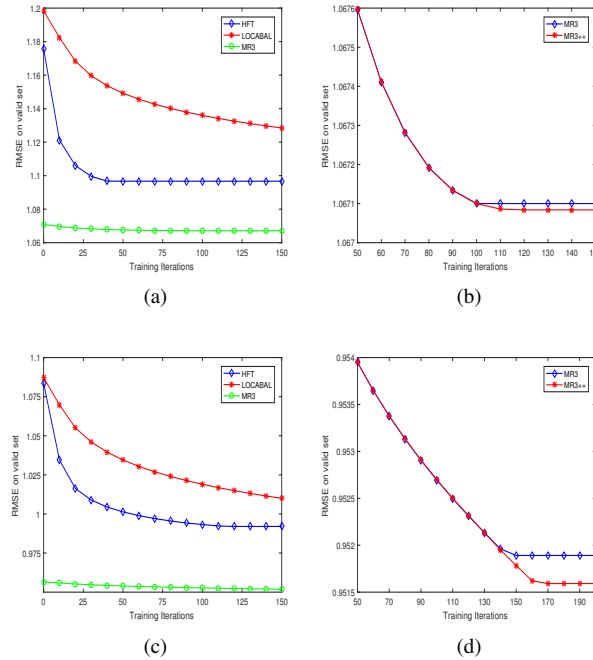 1.2
1.18
1.16
1.14
1.12
1.1
1.08
1.06
RMSE on valid set
0 25 50 75 100 125 150
Training Iterations
HFT
LOCABAL
MR3
(a)
1.0676
1.0675
1.0674
1.0673
1.0672
1.0671
1.067
RMSE on valid set
50 60 70 80 90 100 110 120 130 140
Training Iterations
MR3
MR3++
(b)
1.1
1.075
1.05
1.025
1
0.975
RMSE on valid set
0 25 50 75 100 125 150
Training Iterations
HFT
LOCABAL
MR3
(c)
0.954
0.9535
0.953
0.9525
0.952
0.9515
RMSE on valid set
50 70 90 110 130 150 170 190
Training Iterations
MR3
MR3++
(d)